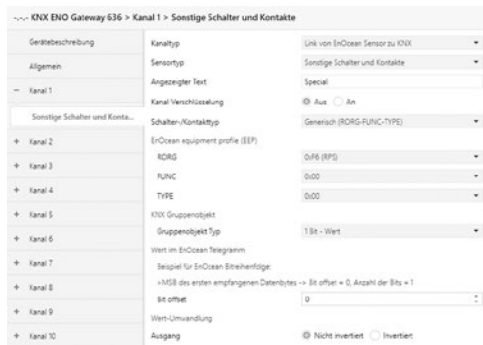 -.-.- KNX ENO Gateway 636 > Kanal 1 > Sonstige Schalter und Kontakte
Gerätebeschreibung
Allgemein
– Kanal 1
Sonstige Schalter und Konta...
+ Kanal 2
+ Kanal 3
+ Kanal 4
+ Kanal 5
+ Kanal 6
+ Kanal 7
+ Kanal 8
+ Kanal 9
+ Kanal 10
Kanaltyp Link von EnOcean Sensor zu KNX
Sensortyp Sonstige Schalter und Kontakte
Angezeigter Text Special
Kanal Verschlüsselung Aus An
Schalter-/Kontakttyp Generisch (RORG-FUNC-TYPE)
EnOcean equipment profile (EEP)
RORG 0xF6 (RPS)
FUNC 0x00
TYPE 0x00
KNX Gruppenobjekt
Gruppenobjekt Typ 1 Bit - Wert
Wert im EnOcean Telegramm
Beispiel für EnOcean Bitreihenfolge:
>MSB des ersten empfangenen Datenbytes -> Bit offset = 0, Anzahl der Bits = 1
Bit offset 0
Wert-Umwandlung
Ausgang Nicht invertiert Invertiert